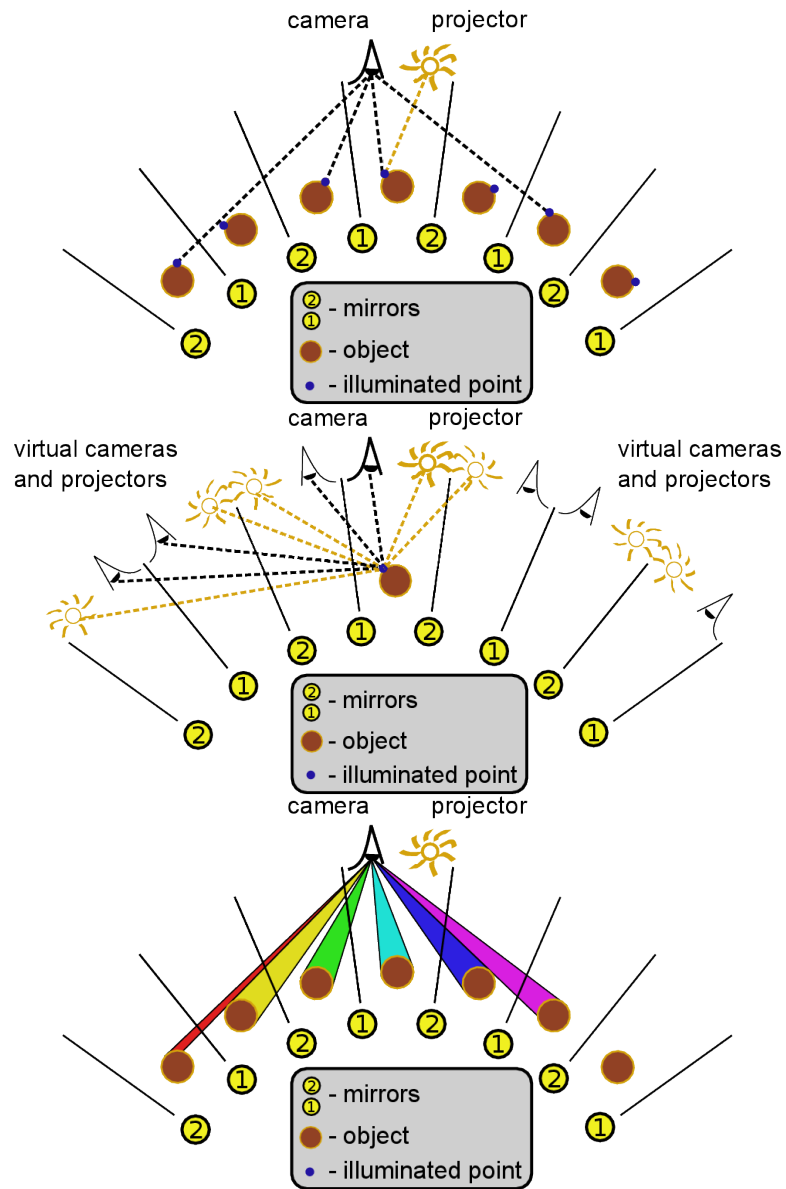 camera projector
2 1 2 1 2 1 2 1
2 - mirrors
1
- object
- illuminated point
camera projector
virtual cameras
and projectors
virtual cameras
and projectors
2 1 2 1 2 1 2 1
2 - mirrors
1
- object
- illuminated point
camera projector
2 1 2 1 2 1 2 1
2 - mirrors
1
- object
- illuminated point